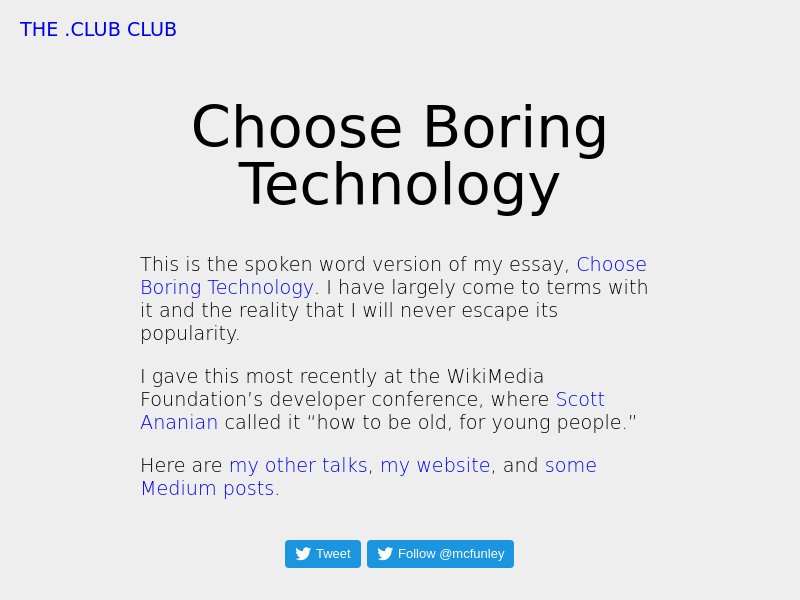 THE .CLUB CLUB
Choose Boring
Technology
This is the spoken word version of my essay, Choose
Boring Technology. I have largely come to terms with
it and the reality that I will never escape its
popularity.
I gave this most recently at the WikiMedia
Foundation’s developer conference, where Scott
Ananian called it “how to be old, for young people.”
Here are my other talks, my website, and some
Medium posts.
Tweet Follow @mcfunley